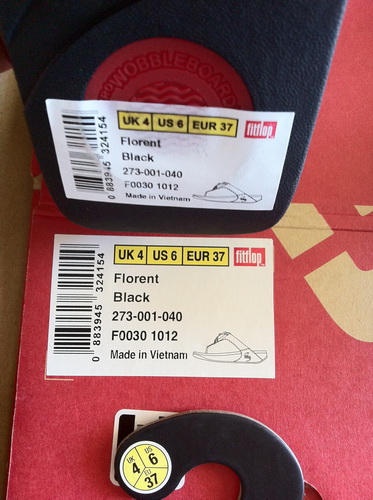 WOBBLEBOARD
UK 4 US 6 EUR 37 fitflop
Florent
Black
273-001-040
F0030 1012
Made in Vietnam
0 883945 324154
UK 4 US 6 EUR 37 fitflop
Florent
Black
273-001-040
F0030 1012
Made in Vietnam
0 883945 324154
UK 4
US 6
EU 37